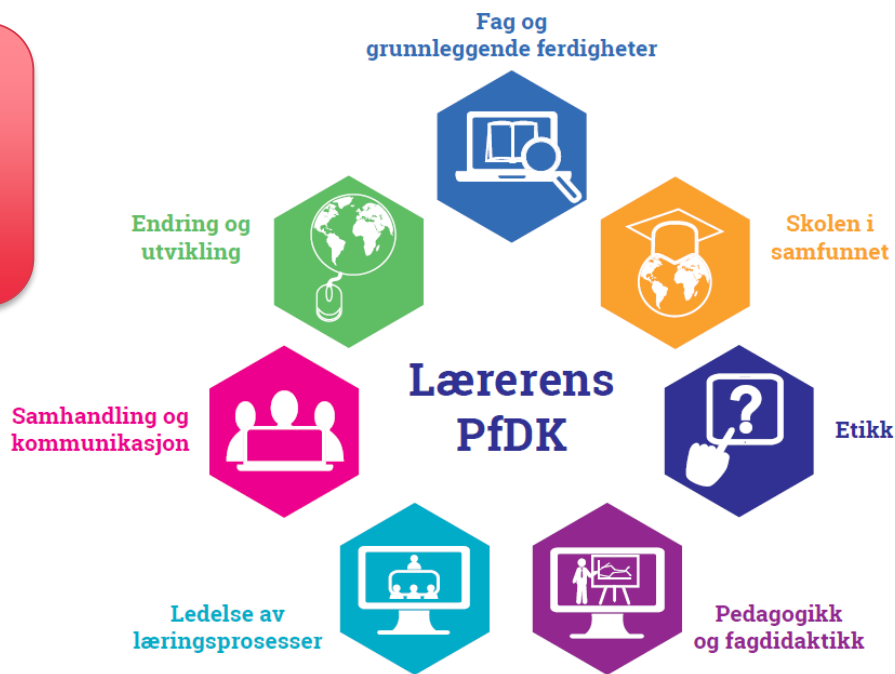 Fag og
grunnleggende ferdigheter
Endring og
utvikling
Skolen i
samfunnet
Lærerens
PfDK
Samhandling og
kommunikasjon
?
Etikk
Ledelse av
læringsprosesser
Pedagogikk
og fagdidaktikk